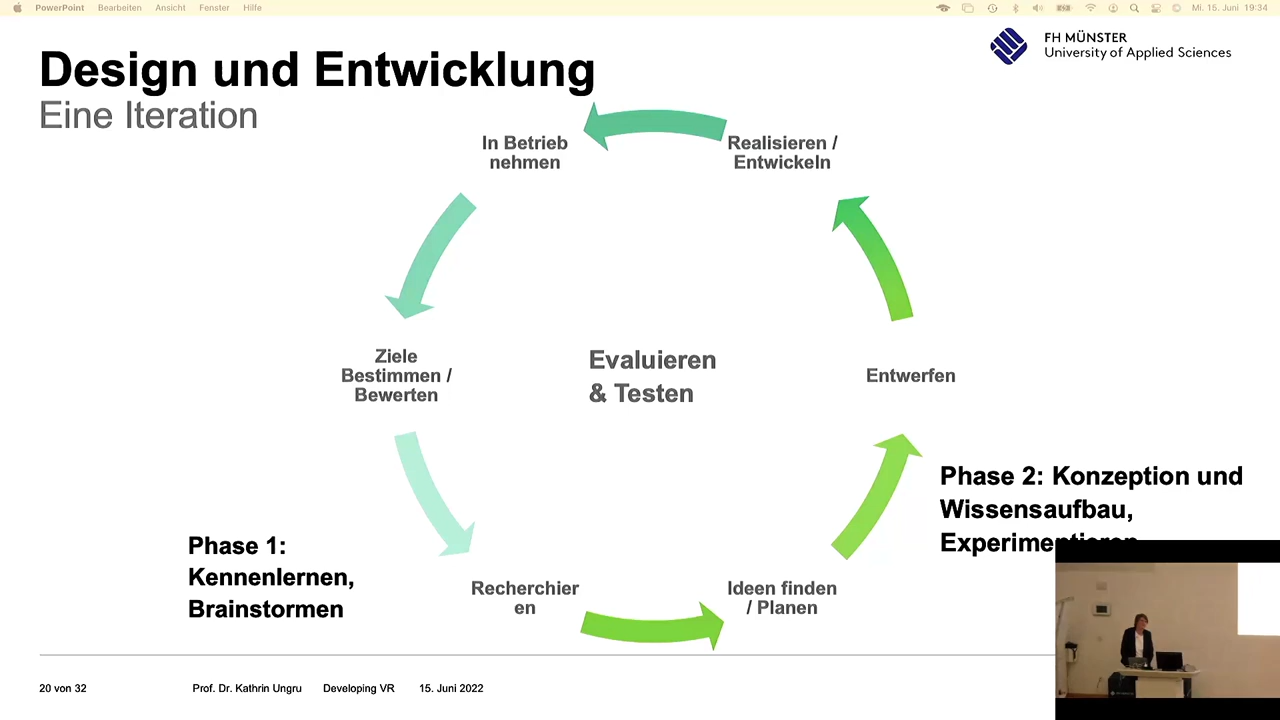 PowerPoint Bearbeiten Ansicht Fenster Hilfe
Mi. 15. Juni 19:34
FH MÜNSTER
University of Applied Sciences
Design und Entwicklung
Eine Iteration
In Betrieb
nehmen
Realisieren /
Entwickeln
Ziele
Bestimmen /
Bewerten
Evaluieren
& Testen
Entwerfen
Phase 2: Konzeption und
Wissensaufbau,
Experimentieren
Phase 1:
Kennenlernen,
Brainstormen
Recherchier
en
Ideen finden
/ Planen
20 von 32 Prof. Dr. Kathrin Ungru Developing VR 15. Juni 2022